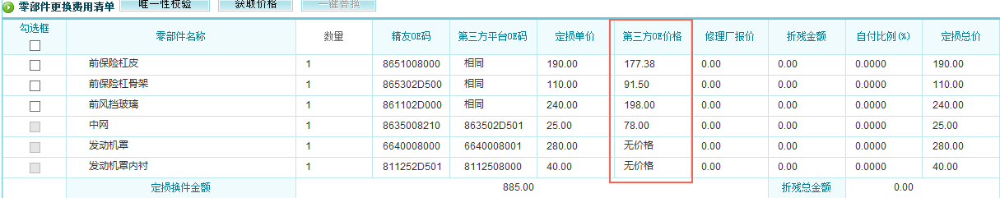 零部件更换费用清单 唯一性校验 获取价格 一键替换
勾选框 零部件名称 数量 精友OE码 第三方平台OE码 定损单价 第三方OE价格 修理厂报价 折残金额 自付比例(%) 定损总价
前保险杠皮 1 8651008000 相同 190.00 177.38 0.00 0.00 0.0000 190.00
前保险杠骨架 1 865302D500 相同 110.00 91.50 0.00 0.00 0.0000 110.00
前风挡玻璃 1 861102D000 相同 240.00 198.00 0.00 0.00 0.0000 240.00
中网 1 8635008210 863502D501 25.00 78.00 0.00 0.00 0.0000 25.00
发动机罩 1 6640008000 6640008001 280.00 无价格 0.00 0.00 0.0000 280.00
发动机罩内衬 1 811252D501 8112508000 40.00 无价格 0.00 0.00 0.0000 40.00
定损换件金额 885.00 折残总金额 0.00